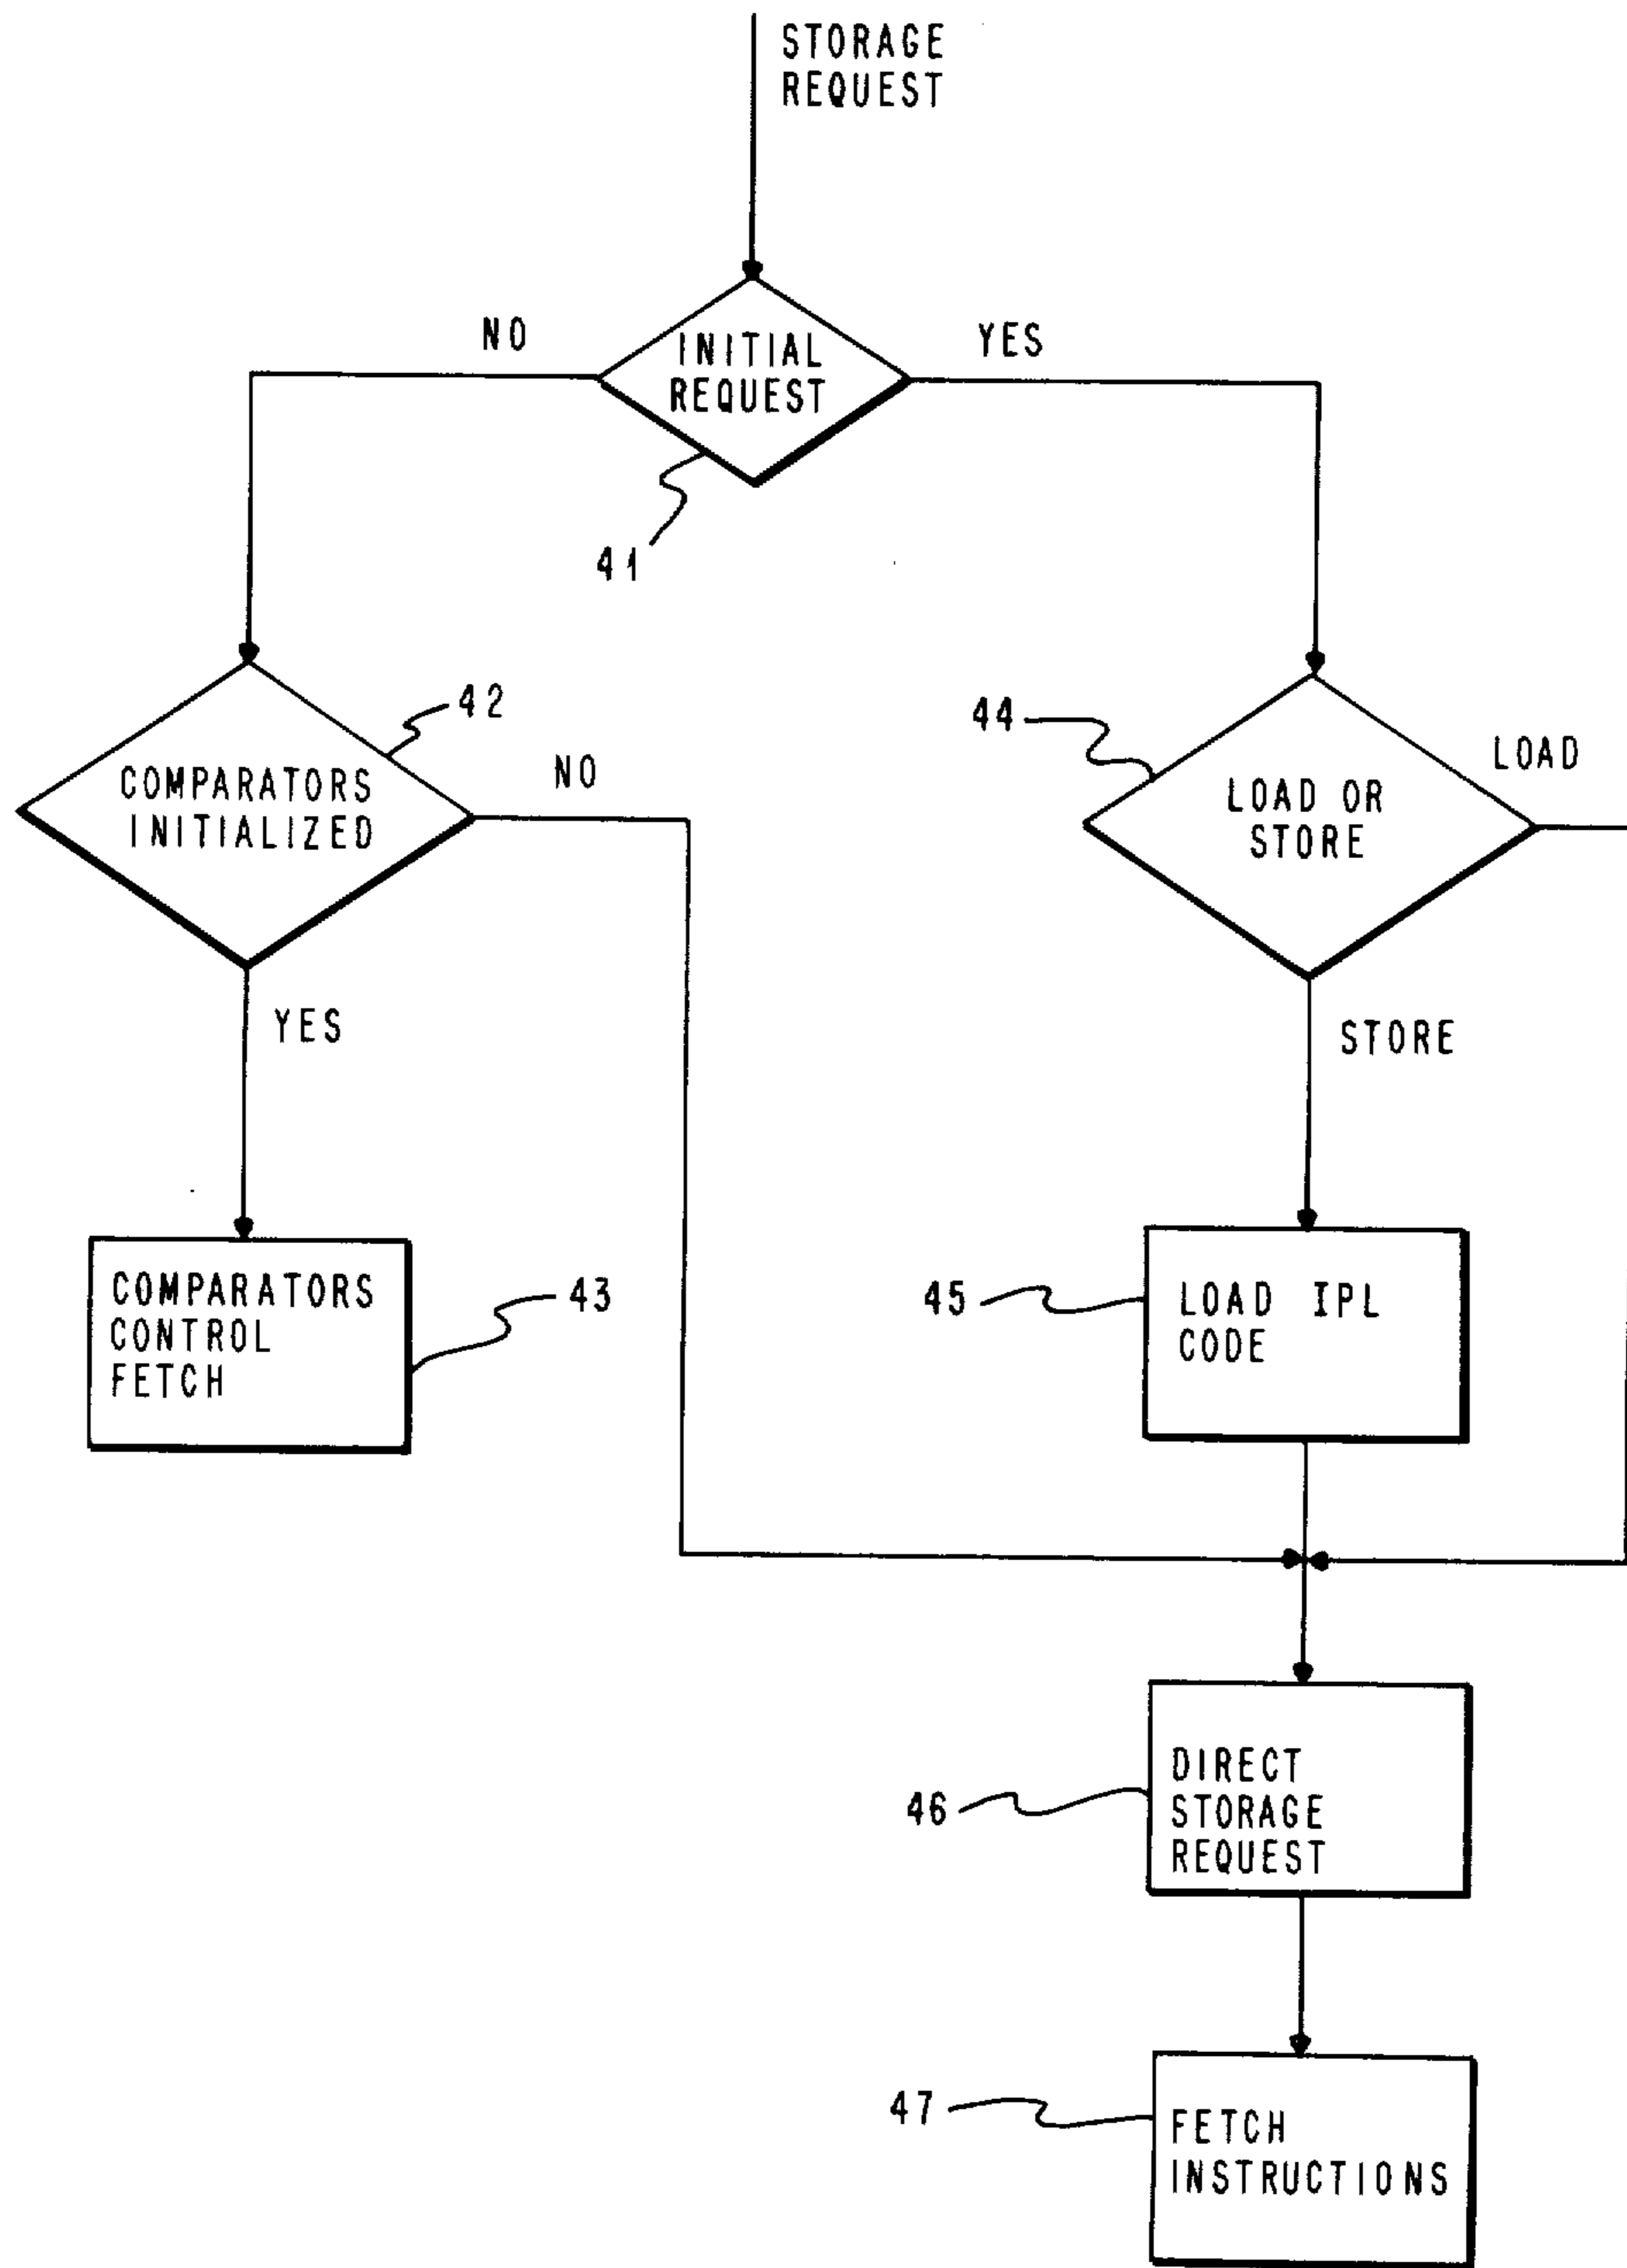 STORAGE
REQUEST
NO
INITIAL
REQUEST
YES
41
42
COMPARATORS
INITIALIZED
NO
44
LOAD OR
STORE
LOAD
YES
STORE
COMPARATORS
CONTROL
FETCH
43
45
LOAD IPL
CODE
46
DIRECT
STORAGE
REQUEST
47
FETCH
INSTRUCTIONS